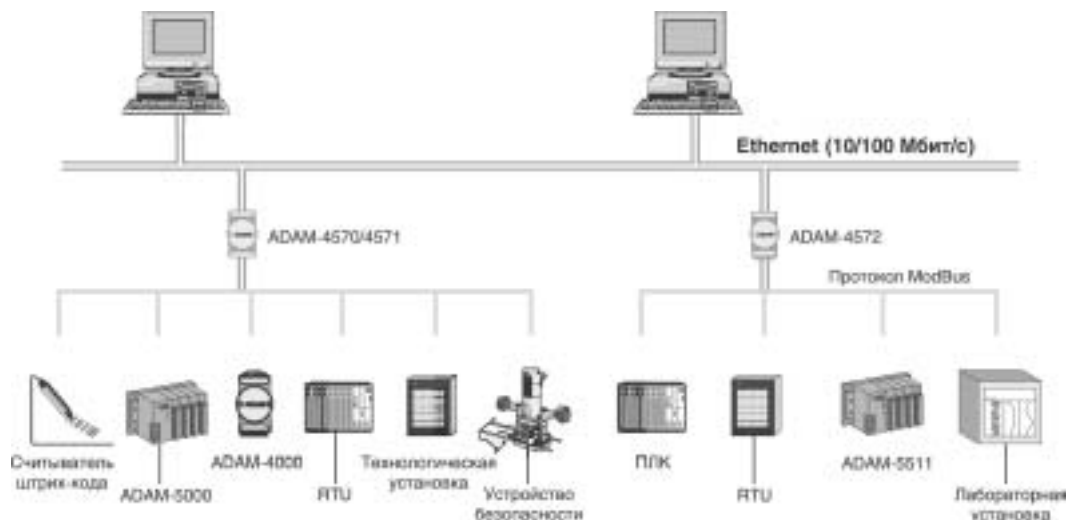 Ethernet (10/100 Мбит/с)
ADAM-4570/4571
ADAM-4572
Протокол ModBus
Считыватель
штрих-кода
ADAM-5000
ADAM-4000
RTU
Технологическая
установка
Устройство
безопасности
ПЛК
RTU
ADAM-5511
Лабораторная
установка